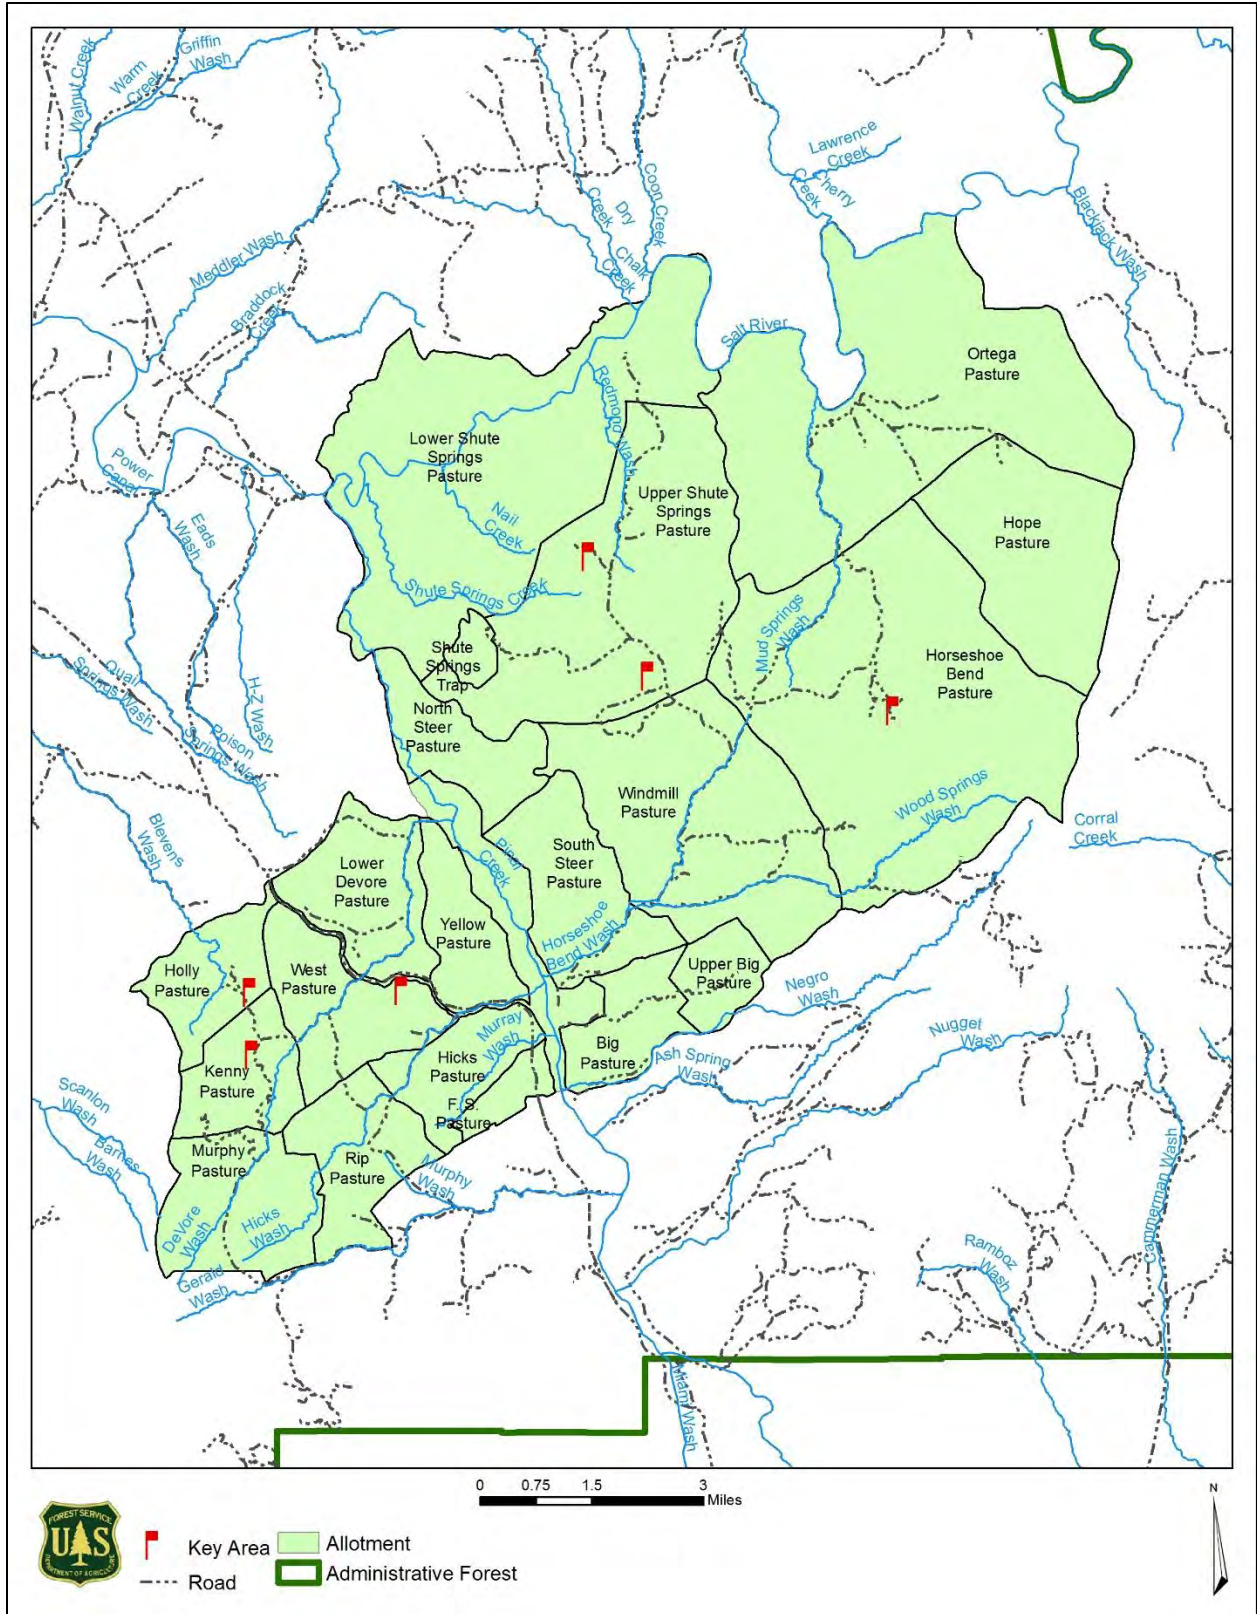 Walnut Creek
Warm
Creek
Griffin
Wash
Meddler Wash
Braddock
Creek
Creek
Dry
Chalk
Creek
Coon Creek
Lawrence
Creek
Cherry
Creek
Blackjack Wash
Salt River
Ortega
Pasture
Redmond Wash
Lower Shute
Springs
Pasture
Upper Shute
Springs
Pasture
Nail
Creek
Hope
Pasture
Power
Canal
Eads
Wash
Shute Springs Creek
Mud Springs
Wash
Shute
Springs
Trap
Horseshoe
Bend
Pasture
Quail
Springs Wash
H-Z Wash
Poison
Springs Wash
North
Steer
Pasture
Windmill
Pasture
Wood Springs
Wash
Corral
Creek
Blevens
Wash
Pinal
Creek
South
Steer
Pasture
Lower
Devore
Pasture
Yellow
Pasture
Horseshoe
Bend Wash
Upper Big
Pasture
Negro
Wash
Holly
Pasture
West
Pasture
Nugget
Wash
Murray
Wash
Big
Pasture
Ash Spring
Wash
Hicks
Pasture
Kenny
Pasture
F. S.
Pasture
Scanlon
Wash
Barnes
Wash
Murphy
Pasture
Rip
Pasture
Murphy
Wash
Devore
Wash
Hicks
Wash
Gerald
Wash
Ramboz
Wash
Cammerman Wash
Miami Wash
0 0.75 1.5 3
Miles
N
FOREST SERVICE
U S
DEPARTMENT OF AGRICULTURE
Key Area
Road
Allotment
Administrative Forest